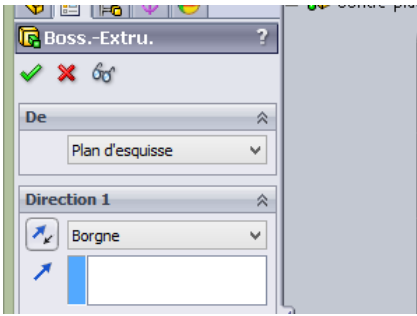 Boss.-Extru. ?
De
Plan d'esquisse
Direction 1
Borgne